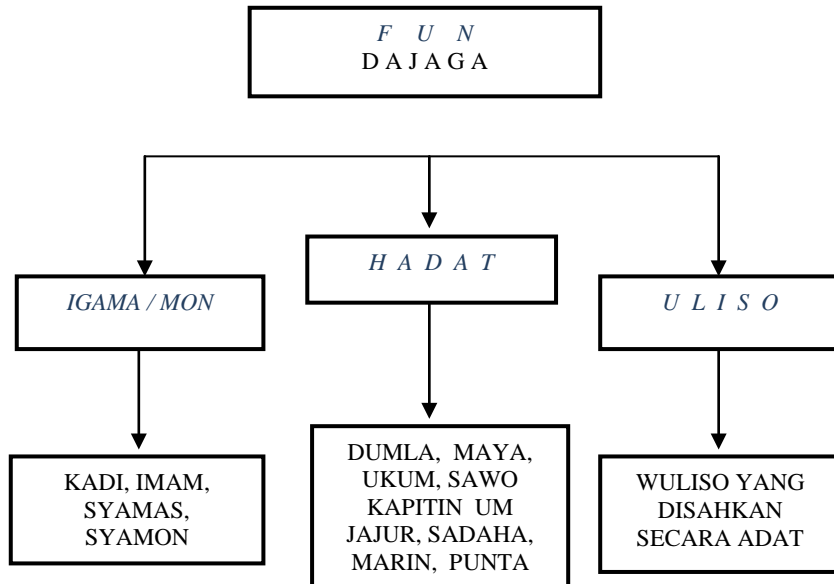 F U N
D A J A G A
IGAMA / MON
H A D A T
U L I S O
KADI, IMAM,
SYAMAS,
SYAMON
DUMLA, MAYA,
UKUM, SAWO
KAPITIN UM
JAJUR, SADAHA,
MARIN, PUNTA
WULISO YANG
DISAHKAN
SECARA ADAT